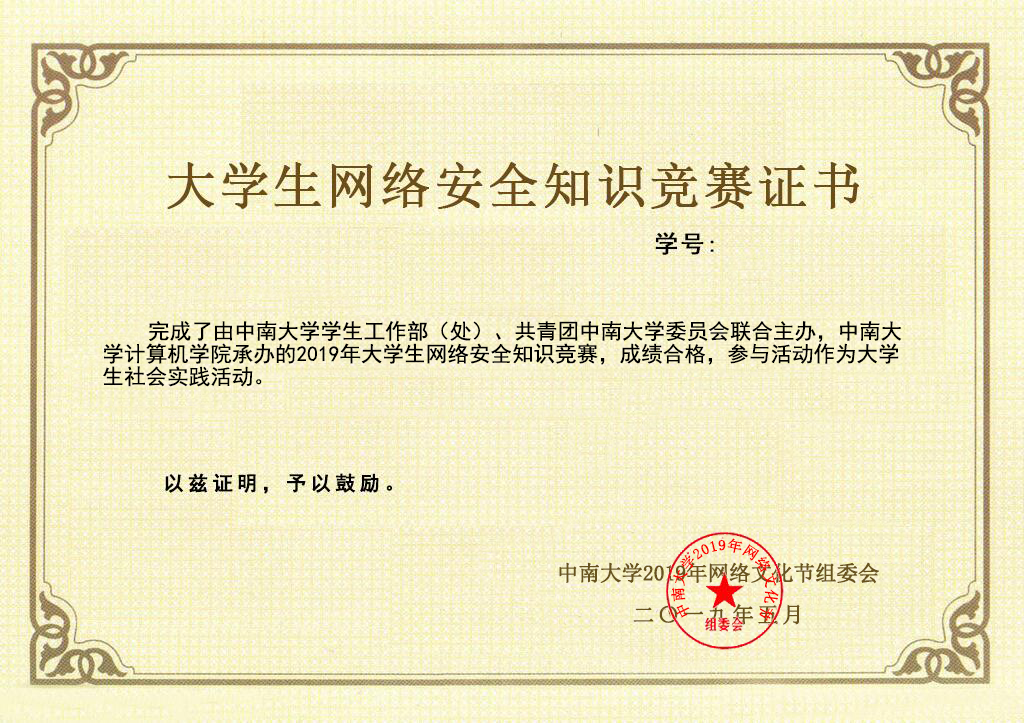 大学生网络安全知识竞赛证书
学号:
完成了由中南大学学生工作部（处）、共青团中南大学委员会联合主办，中南大
学计算机学院承办的2019年大学生网络安全知识竞赛，成绩合格，参与活动作为大学
生社会实践活动。
以兹证明，予以鼓励。
中南大学2019年网络文化节组委会
二〇一九年五月
中南大学2019年网络文化节
组委会